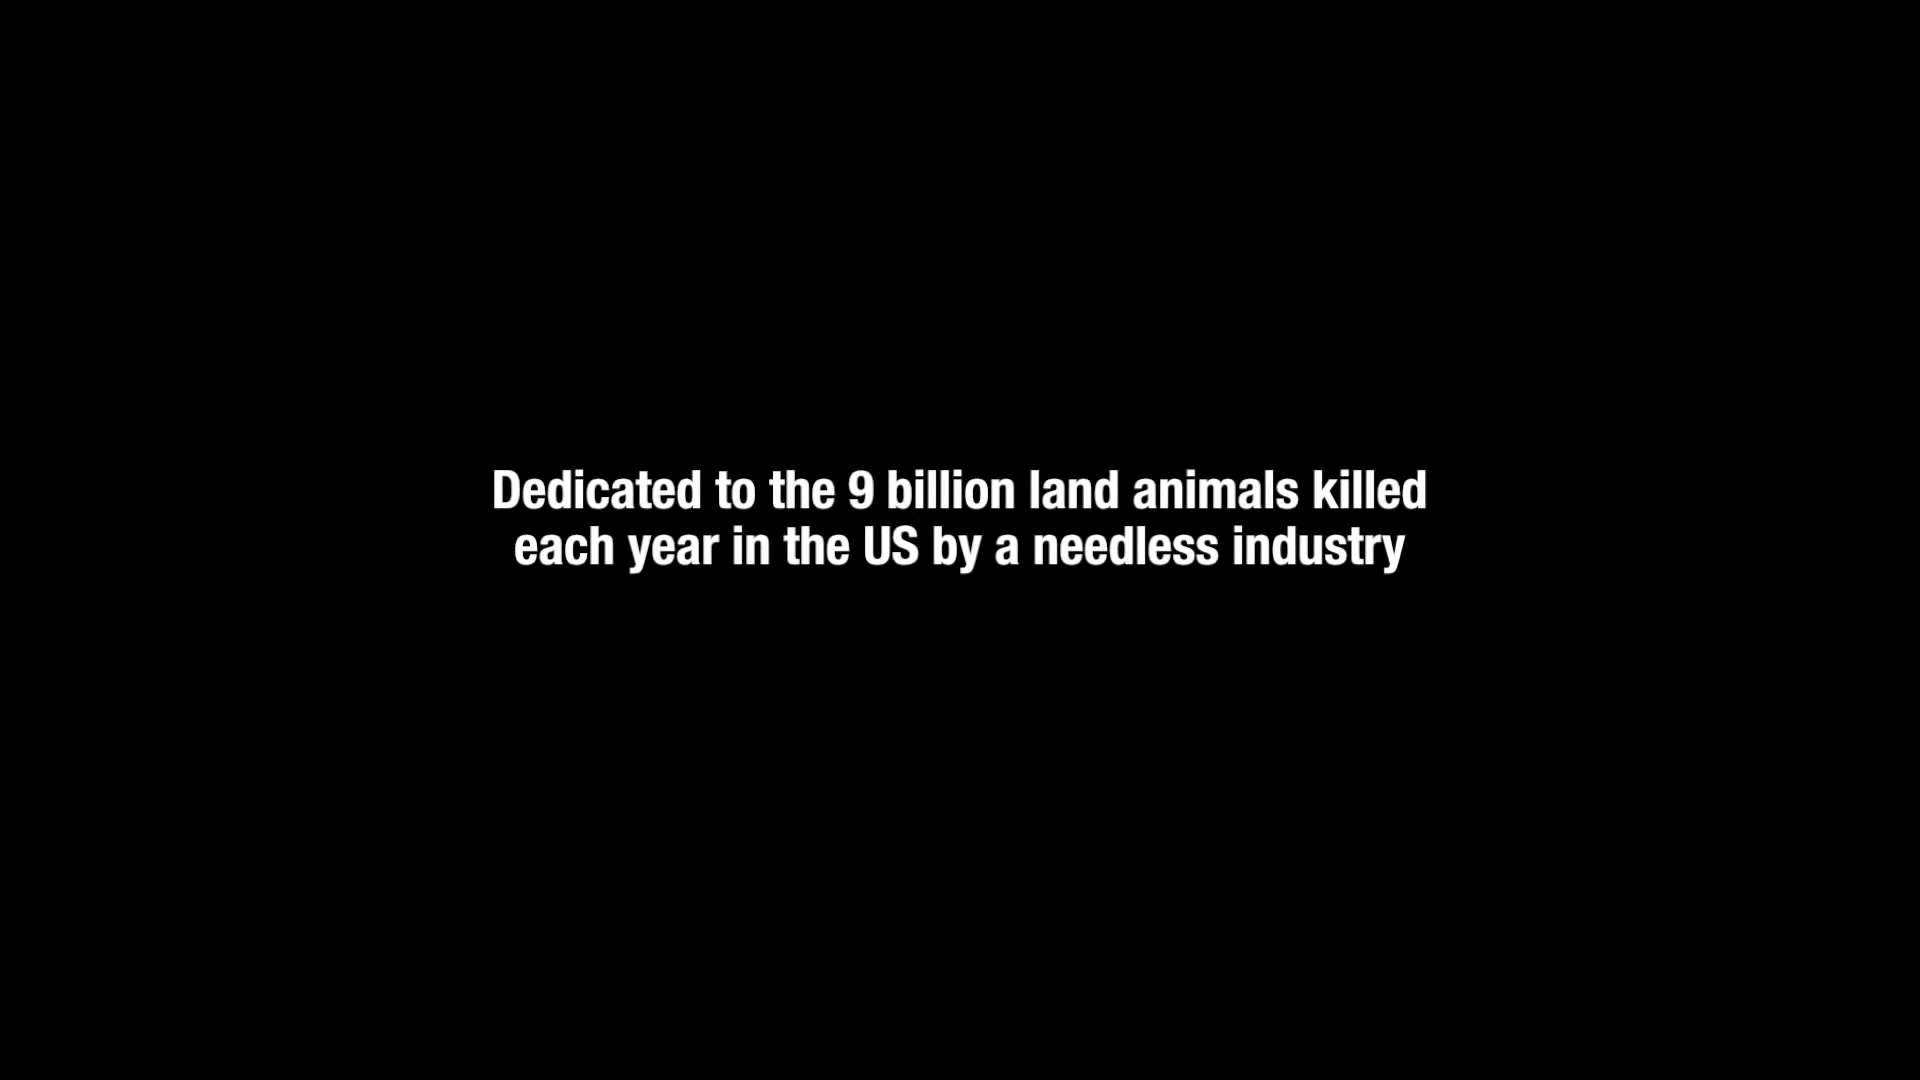 Dedicated to the 9 billion land animals killed
each year in the US by a needless industry